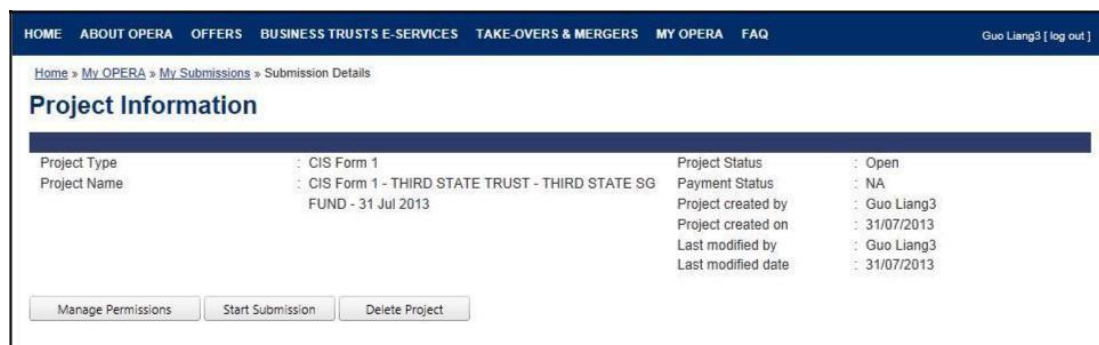 HOME ABOUT OPERA OFFERS BUSINESS TRUSTS E-SERVICES TAKE-OVERS & MERGERS MY OPERA FAQ Guo Liang3 [ log out ]
Home » My OPERA » My Submissions » Submission Details
Project Information
Project Type : CIS Form 1 Project Status : Open
Project Name : CIS Form 1 - THIRD STATE TRUST - THIRD STATE SG Payment Status : NA
FUND - 31 Jul 2013 Project created by : Guo Liang3
Project created on : 31/07/2013
Last modified by : Guo Liang3
Last modified date : 31/07/2013
Manage Permissions Start Submission Delete Project